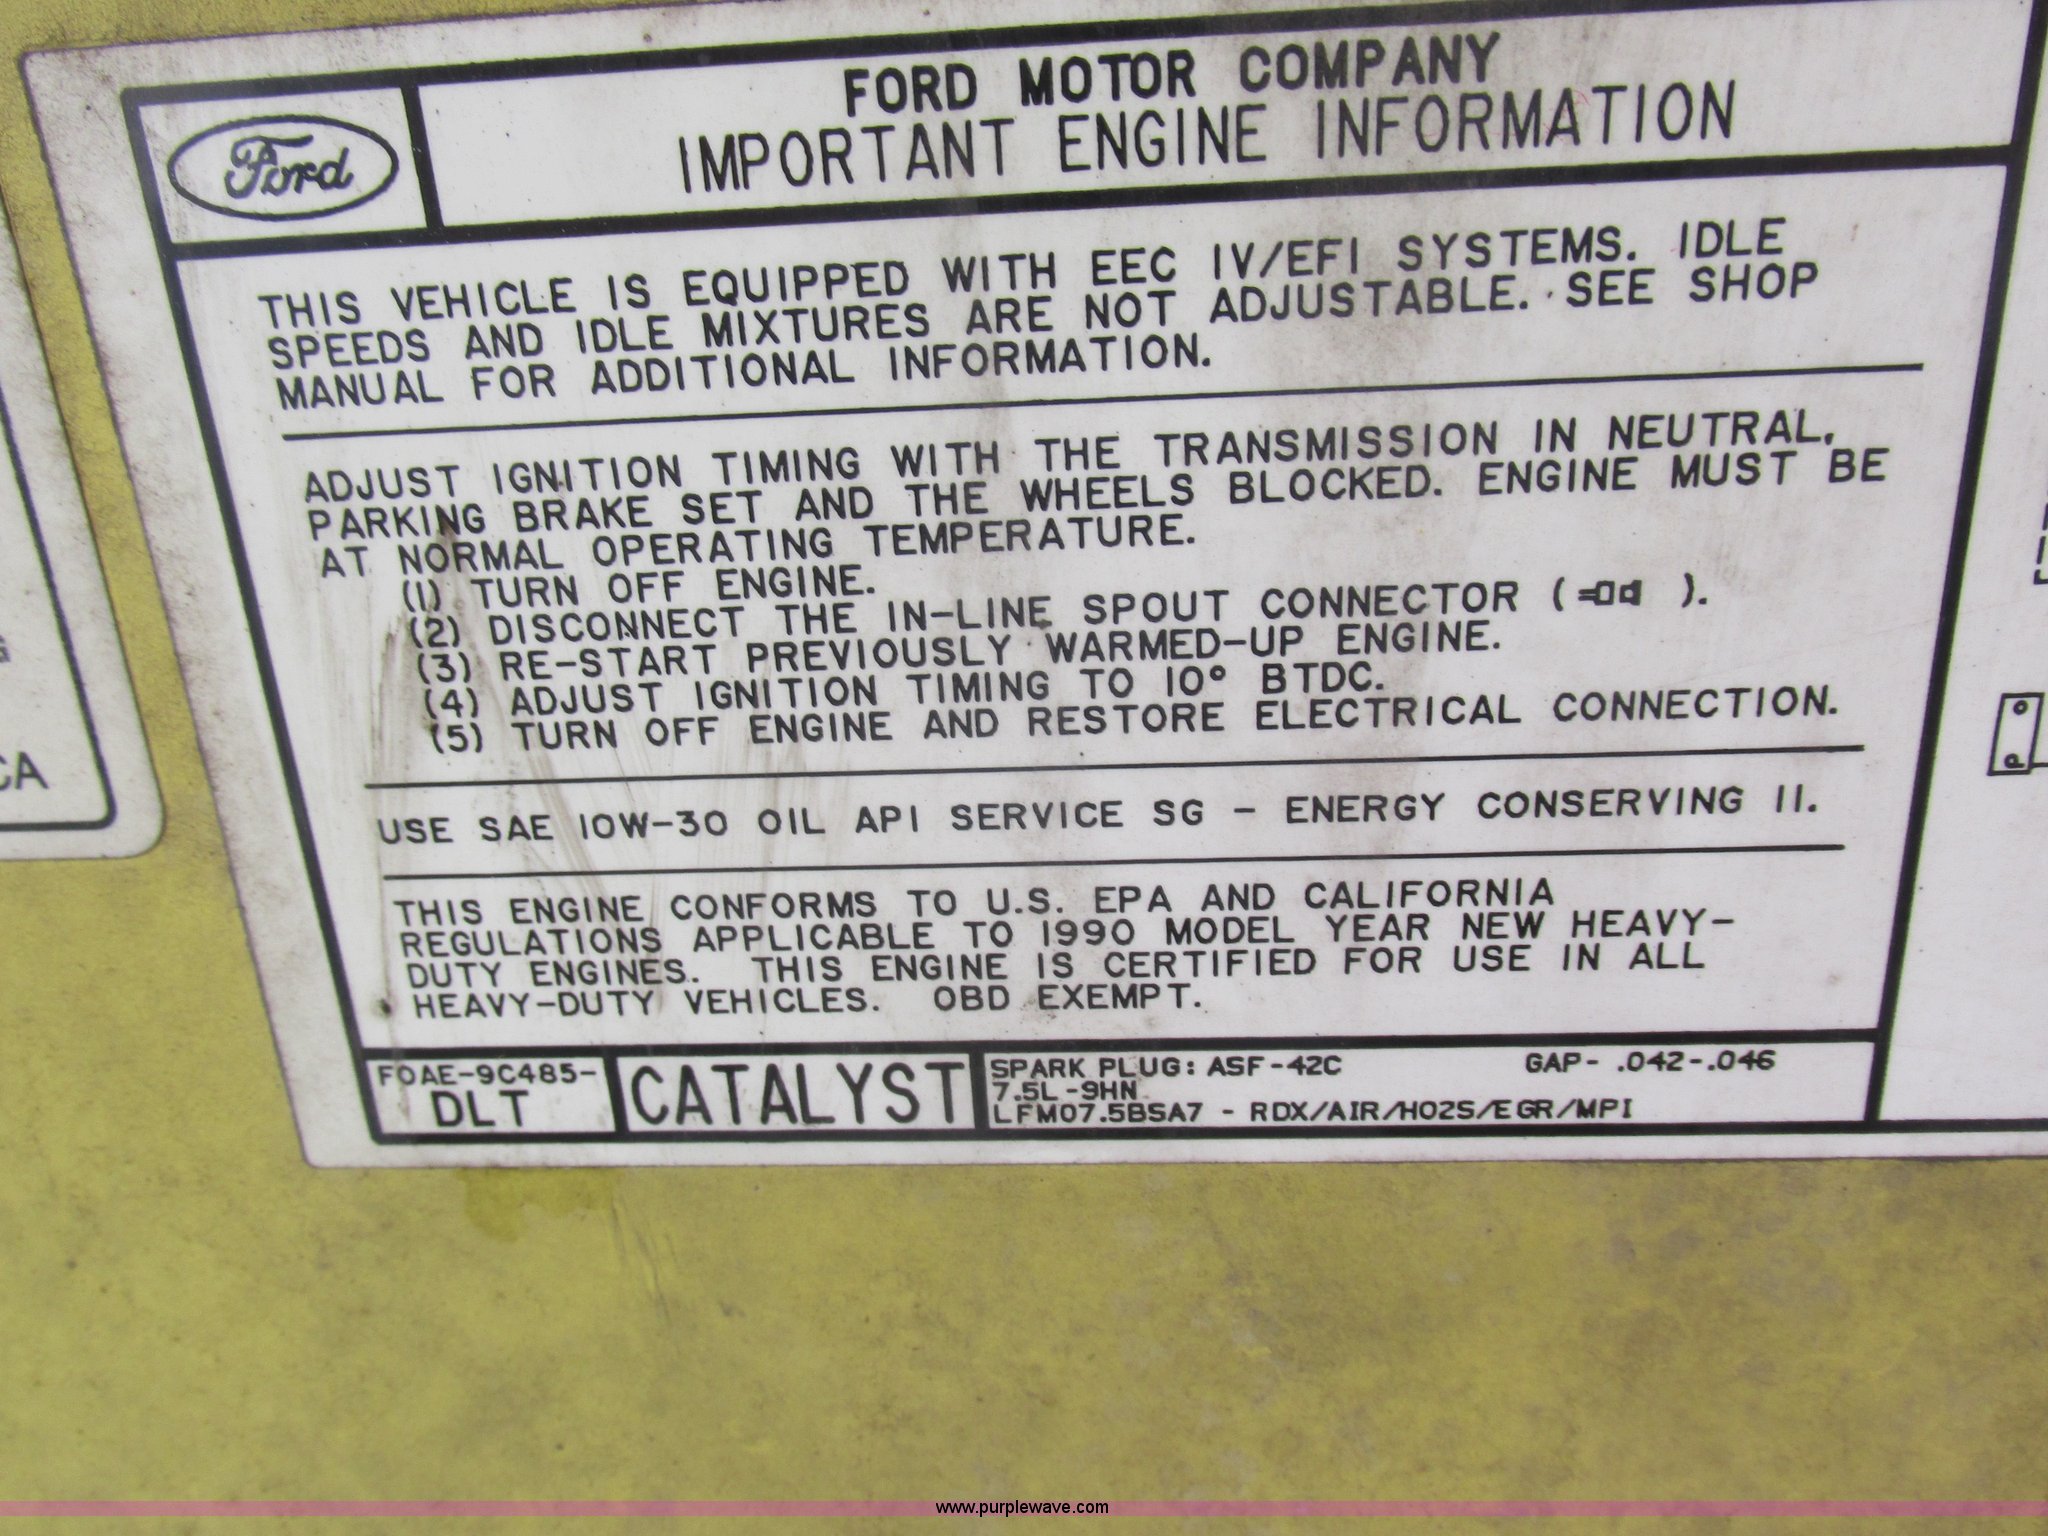 Ford
FORD MOTOR COMPANY
IMPORTANT ENGINE INFORMATION
THIS VEHICLE IS EQUIPPED WITH EEC IV/EFI SYSTEMS. IDLE
SPEEDS AND IDLE MIXTURES ARE NOT ADJUSTABLE. SEE SHOP
MANUAL FOR ADDITIONAL INFORMATION.
ADJUST IGNITION TIMING WITH THE TRANSMISSION IN NEUTRAL,
PARKING BRAKE SET AND THE WHEELS BLOCKED. ENGINE MUST BE
AT NORMAL OPERATING TEMPERATURE.
(1) TURN OFF ENGINE.
(2) DISCONNECT THE IN-LINE SPOUT CONNECTOR ( ).
(3) RE-START PREVIOUSLY WARMED-UP ENGINE.
(4) ADJUST IGNITION TIMING TO 10° BTDC.
(5) TURN OFF ENGINE AND RESTORE ELECTRICAL CONNECTION.
USE SAE 10W-30 OIL API SERVICE SG - ENERGY CONSERVING II.
THIS ENGINE CONFORMS TO U.S. EPA AND CALIFORNIA
REGULATIONS APPLICABLE TO 1990 MODEL YEAR NEW HEAVY-
DUTY ENGINES. THIS ENGINE IS CERTIFIED FOR USE IN ALL
HEAVY-DUTY VEHICLES. OBD EXEMPT.
F0AE-9C485-
DLT
CATALYST
SPARK PLUG: ASF-42C GAP- .042-.046
7.5L-9HN
LFM07.5BSA7 - RDX/AIR/HO2S/EGR/MPI
CA
www.purplewave.com